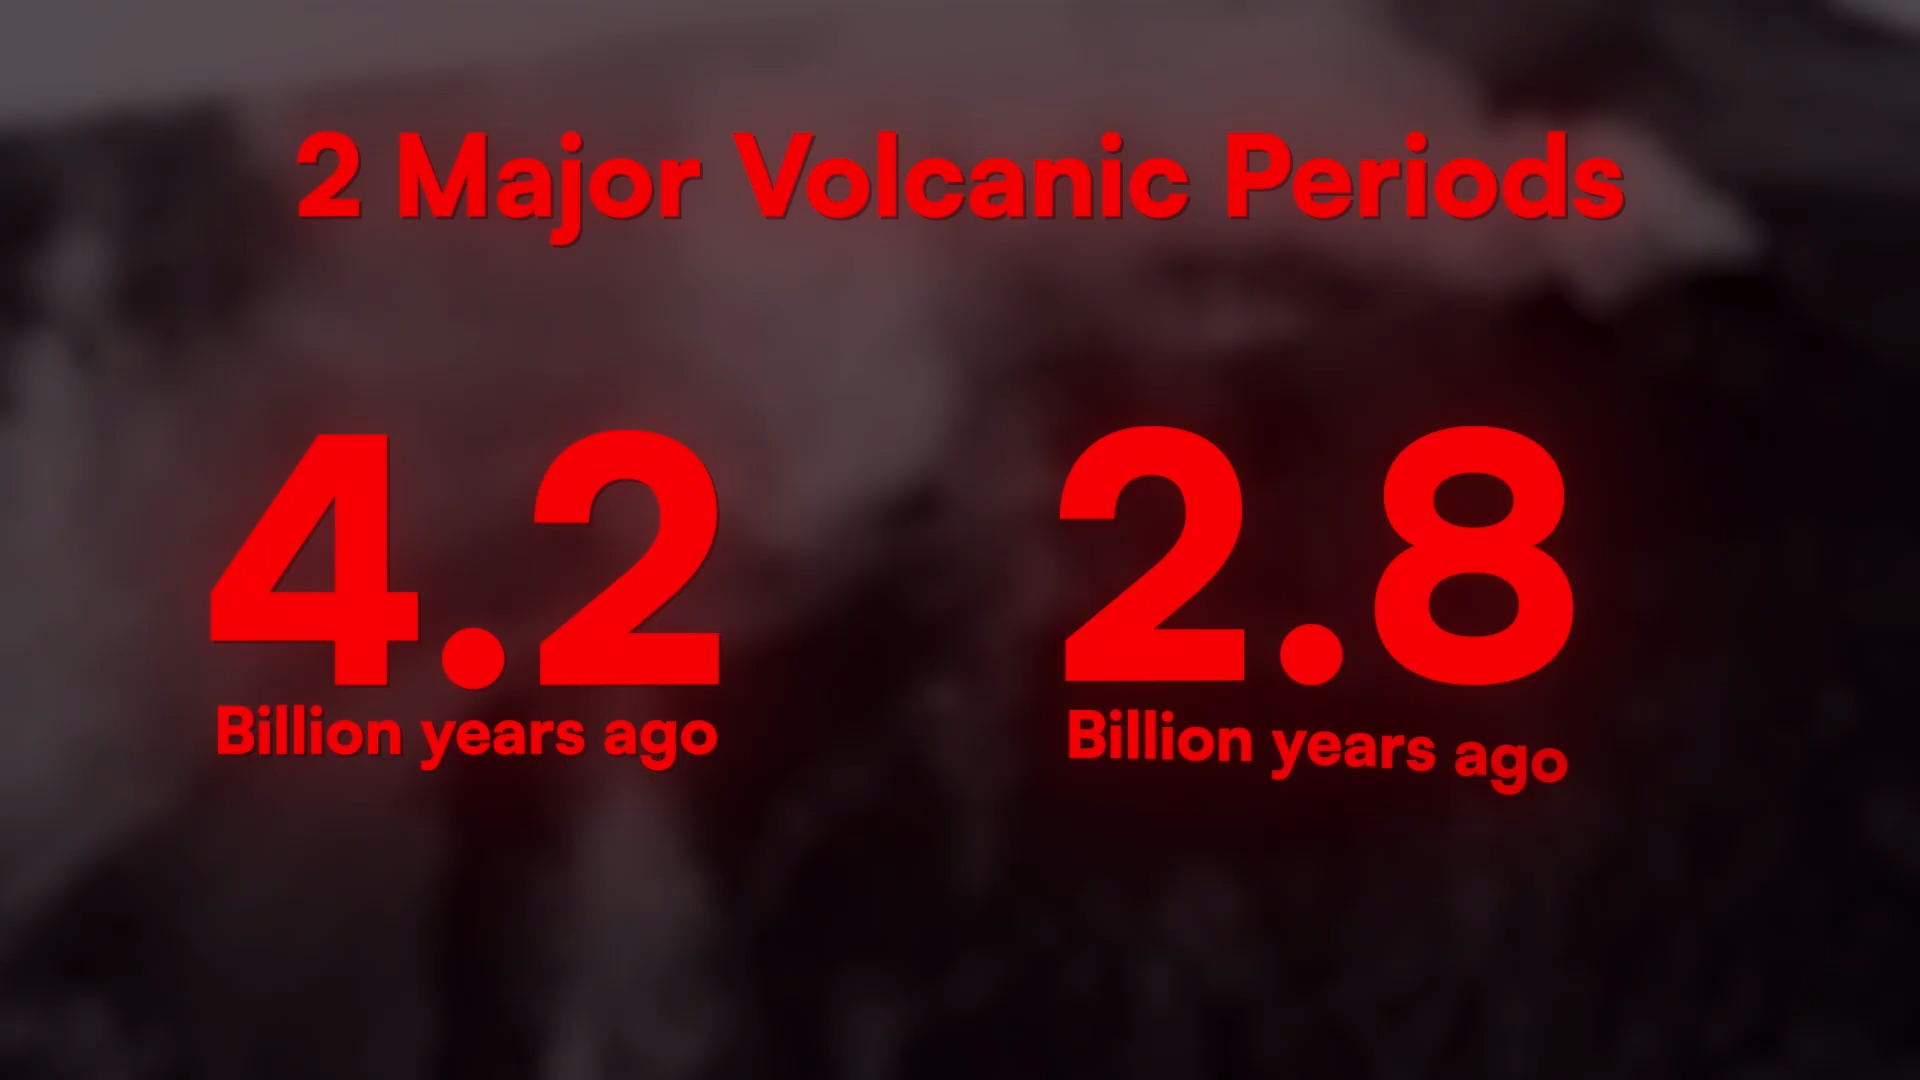 2 Major Volcanic Periods
4.2
Billion years ago
2.8
Billion years ago